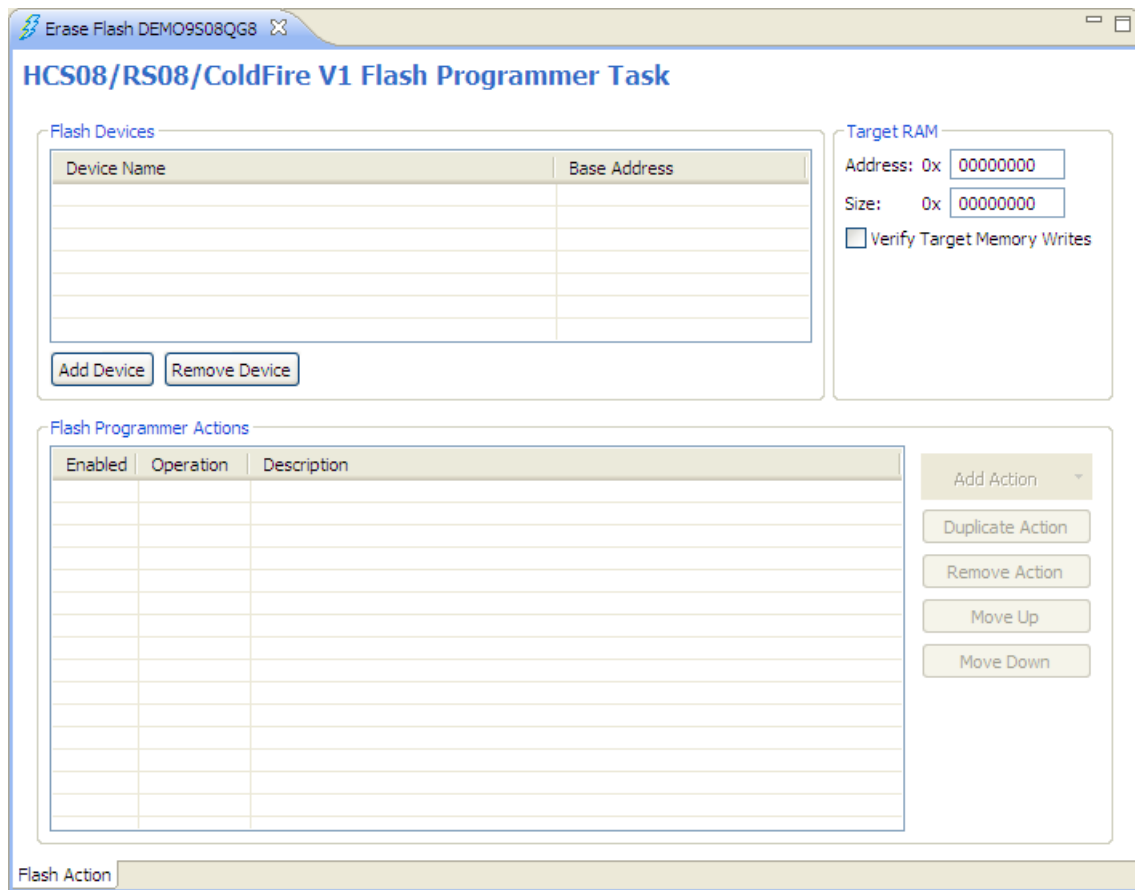 Erase Flash DEMO9S08QG8
HCS08/RS08/ColdFire V1 Flash Programmer Task
Flash Devices
Device Name Base Address
Add Device Remove Device
Target RAM
Address: 0x 00000000
Size: 0x 00000000
Verify Target Memory Writes
Flash Programmer Actions
Enabled Operation Description
Add Action
Duplicate Action
Remove Action
Move Up
Move Down
Flash Action